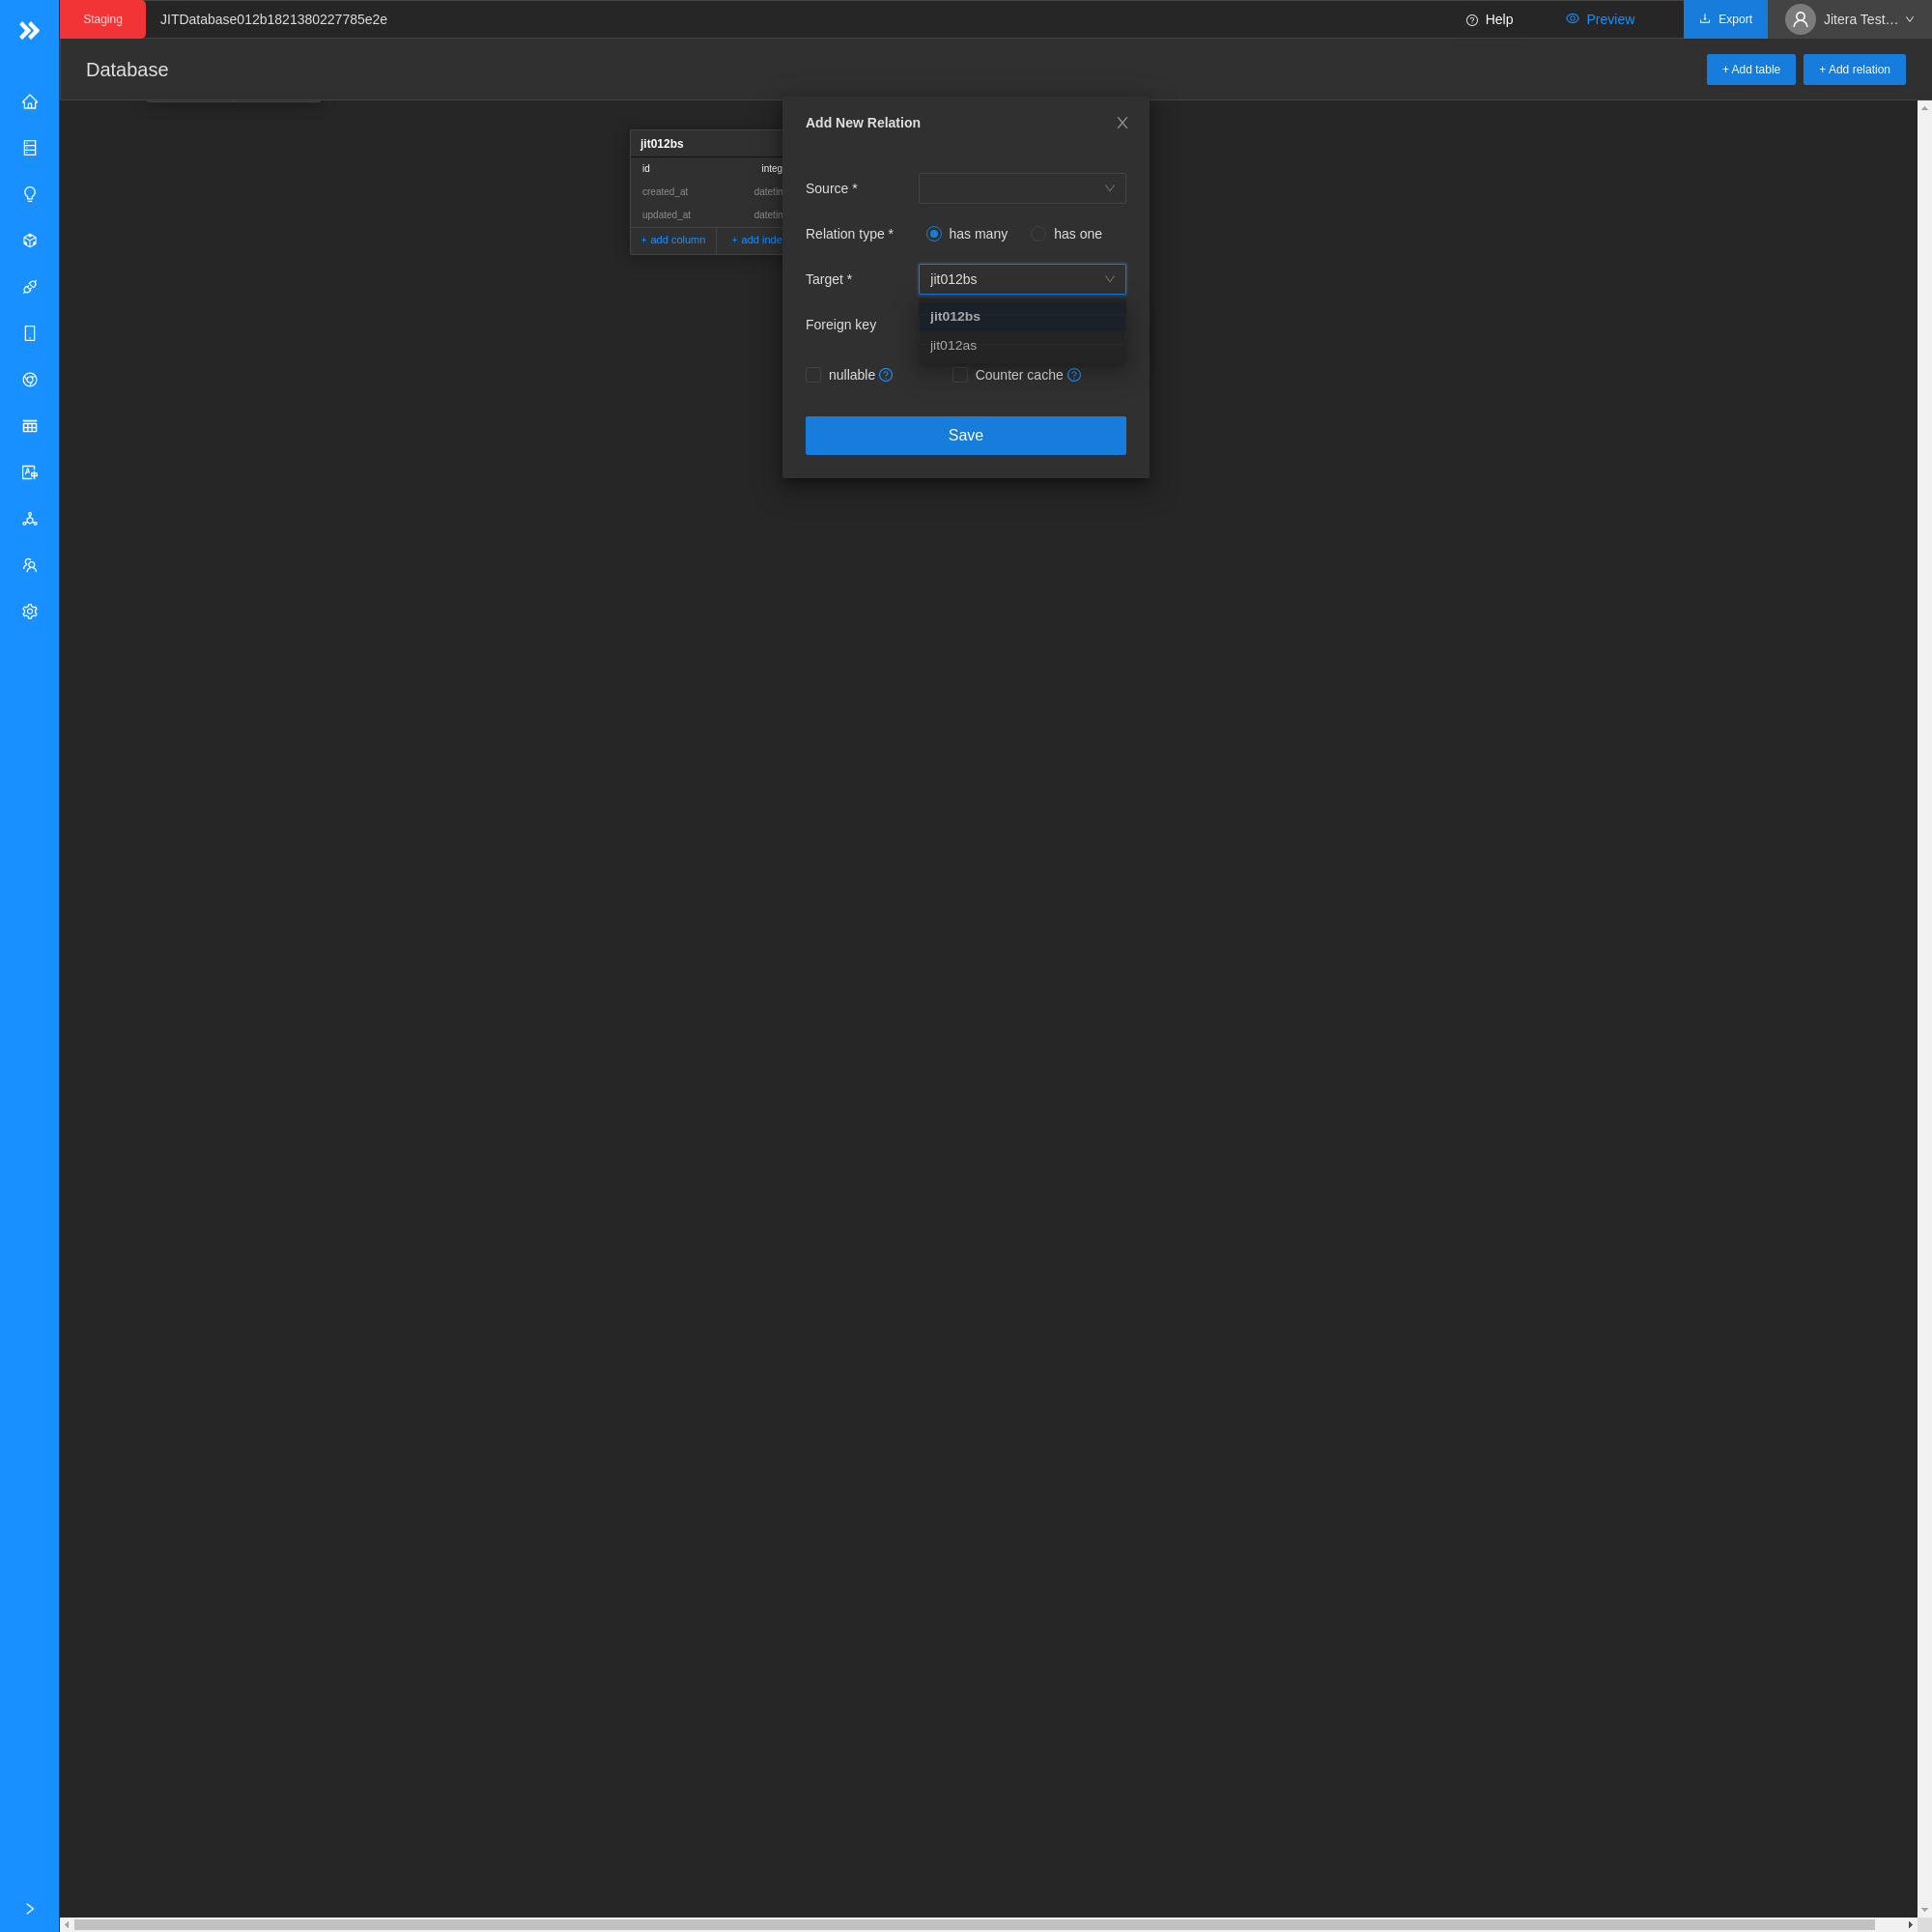 Staging
JITDatabase012b1821380227785e2e
Help
Preview
Export
Jitera Test...
Database
+ Add table
+ Add relation
jit012bs
id integ
created_at datetin
updated_at datetin
+ add column + add inde
Add New Relation
Source *
Relation type * has many has one
Target * jit012bs
jit012bs
Foreign key
jit012as
nullable Counter cache
Save